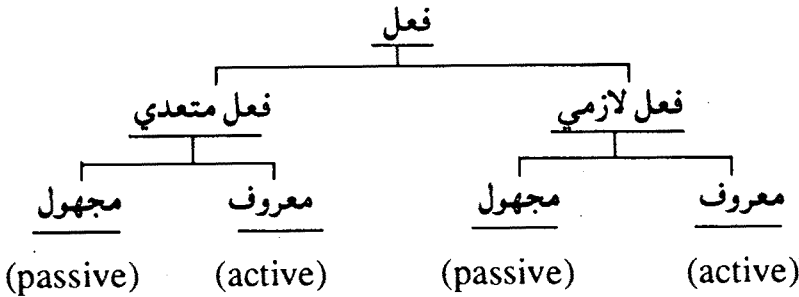 فعل
فعل لازمي فعل متعدي
معروف مجهول معروف مجهول
(passive) (active) (passive) (active)